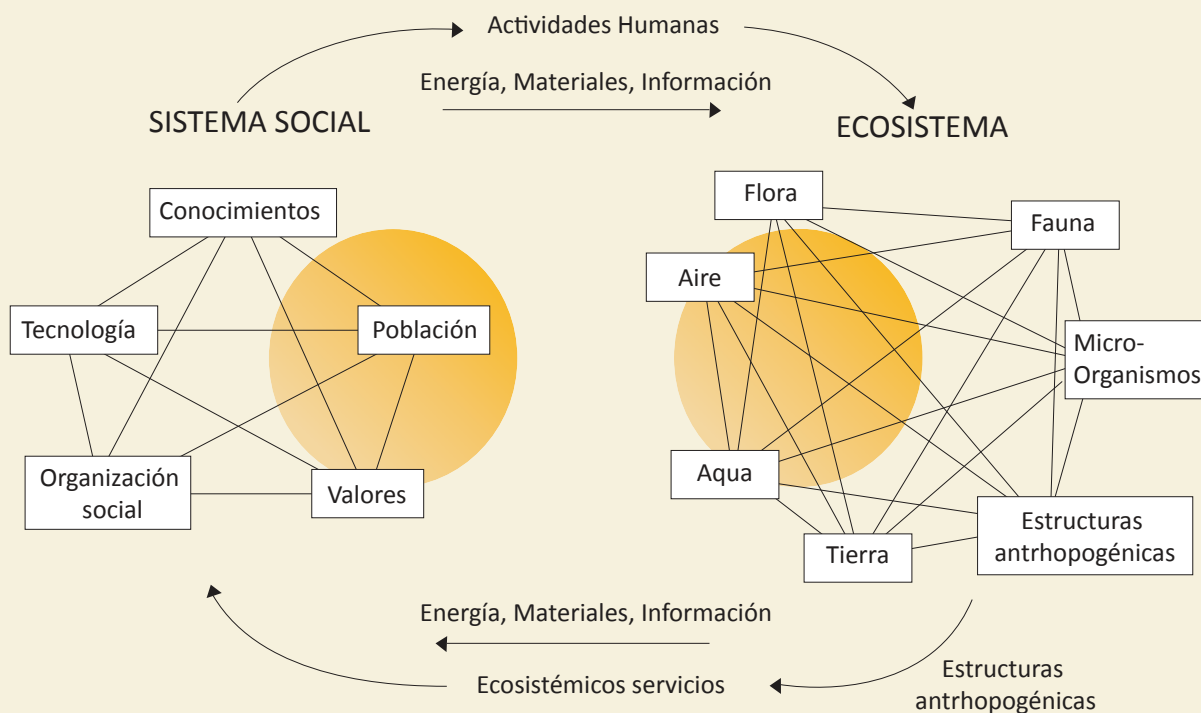 Actividades Humanas
Energía, Materiales, Información
SISTEMA SOCIAL
ECOSISTEMA
Conocimientos
Tecnología
Población
Organización
social
Valores
Flora
Fauna
Aire
Micro-
Organismos
Aqua
Tierra
Estructuras
antrhopogénicas
Energía, Materiales, Información
Ecosistémicos servicios
Estructuras
antrhopogénicas